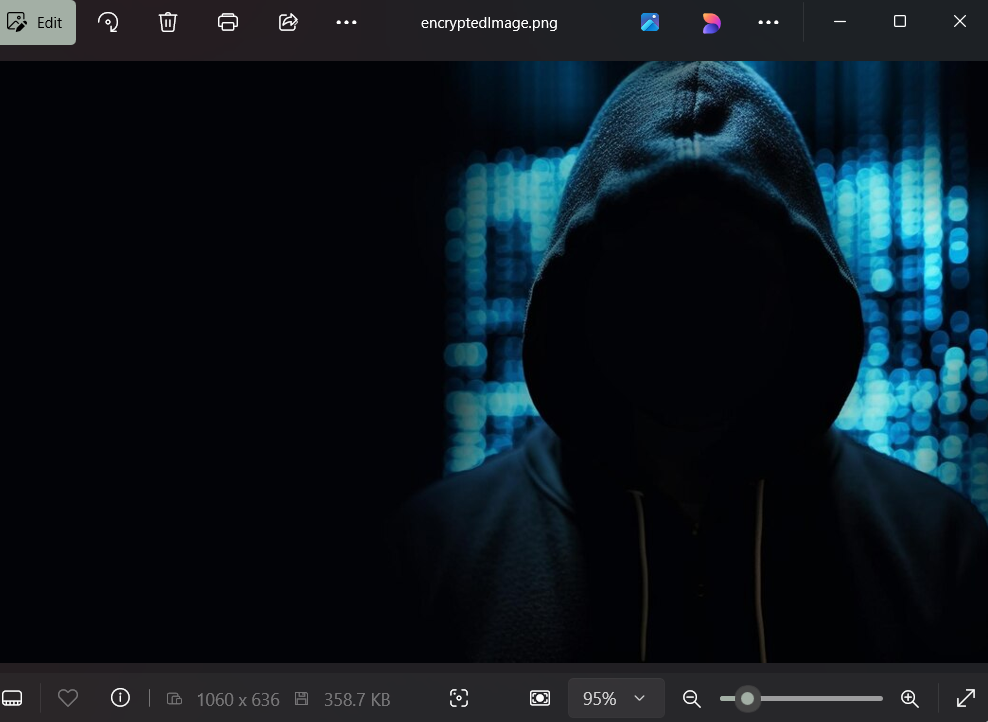 Edit
encryptedImage.png
1060 x 636
358.7 KB
95%